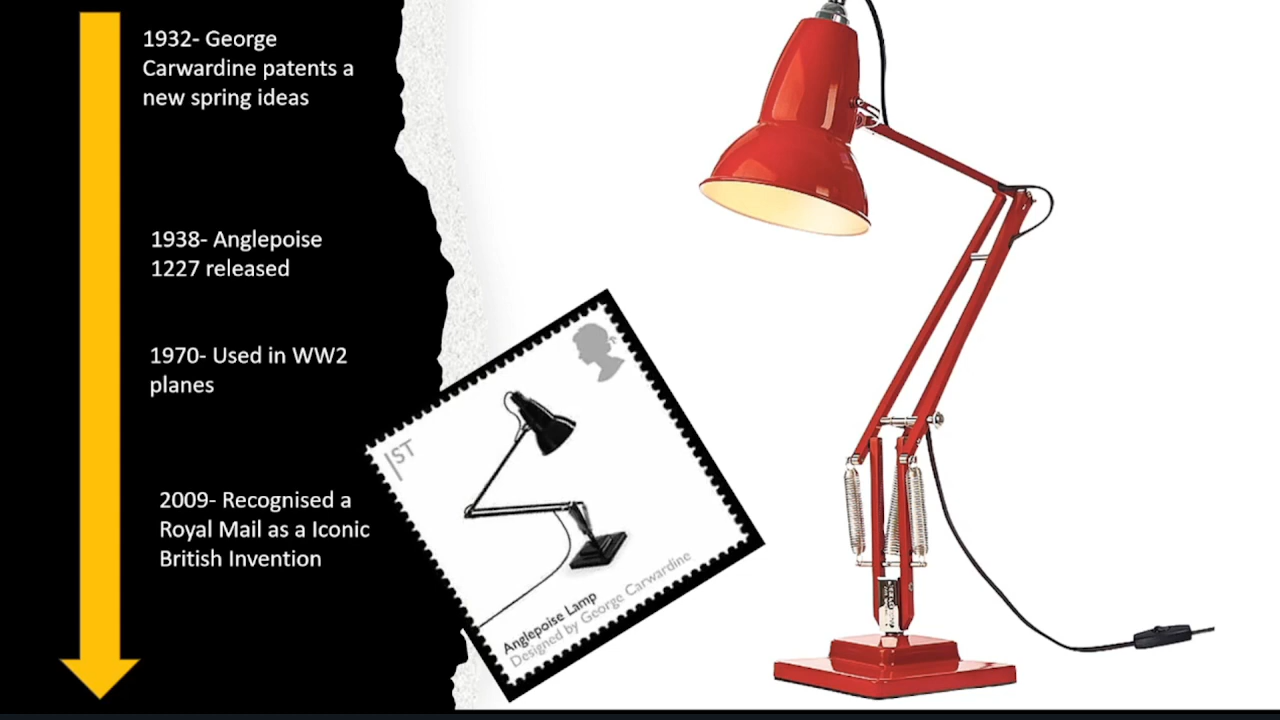 1932- George
Carwardine patents a
new spring ideas
1938- Anglepoise
1227 released
1970- Used in WW2
planes
2009- Recognised a
Royal Mail as a Iconic
British Invention
1ST
Anglepoise Lamp
Designed by George Carwardine